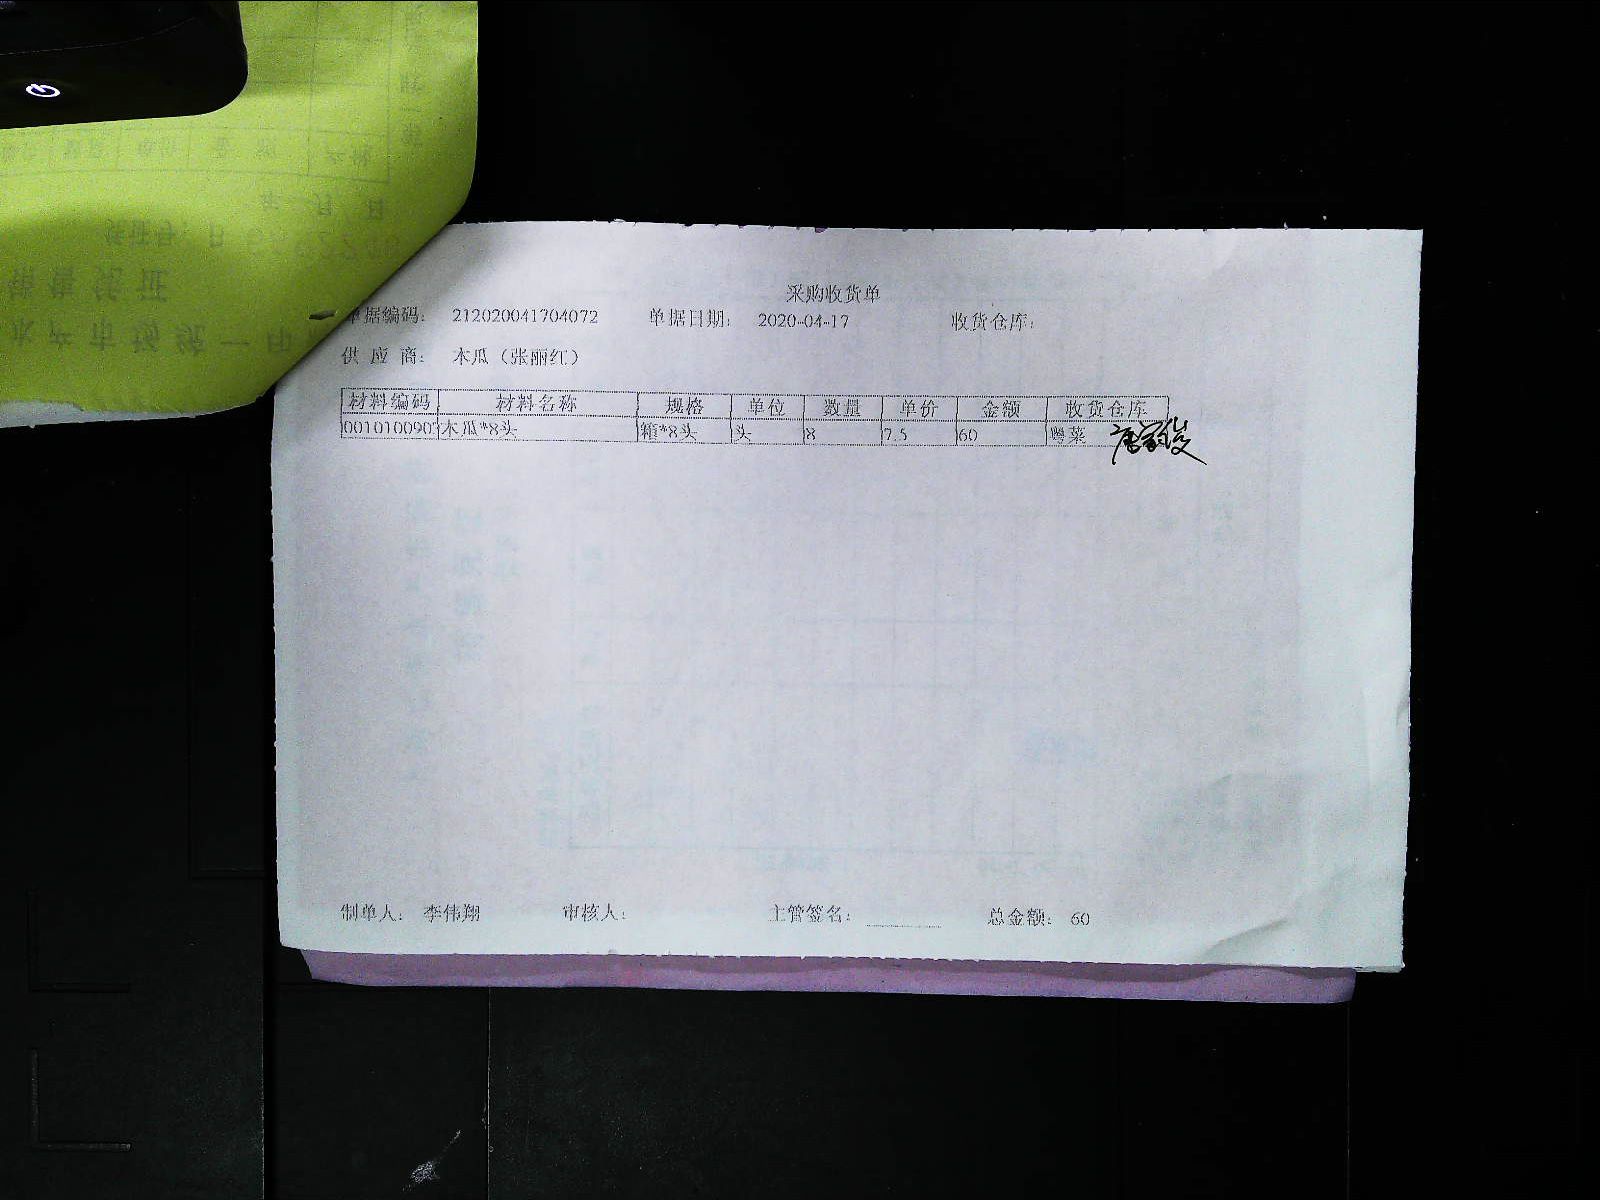 采购收货单
单据编码： 212020041704072 单据日期： 2020-04-17 收货仓库：
供 应 商： 木瓜（张丽红）
材料编码 材料名称 规格 单位 数量 单价 金额 收货仓库
00101009 木瓜*8头 箱*8头 头 8 7.5 60 粤菜
制单人： 李伟翔 审核人： 主管签名： 总金额： 60